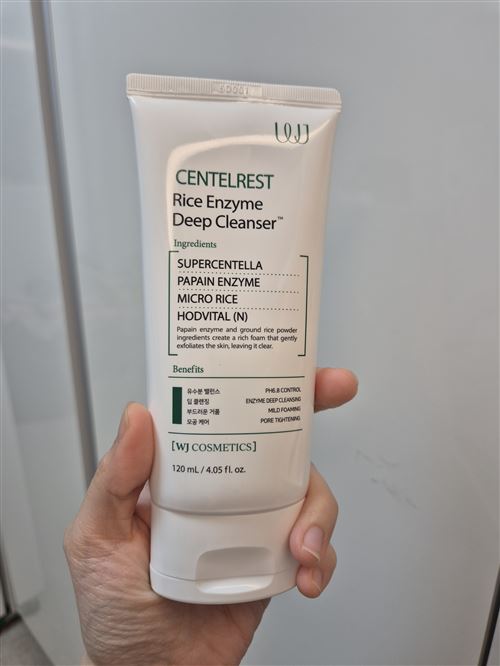 WJ
CENTELREST
Rice Enzyme
Deep Cleanser™
Ingredients
SUPERCENTELLA
PAPAIN ENZYME
MICRO RICE
HODVITAL (N)
Papain enzyme and ground rice powder
ingredients create a rich foam that gently
exfoliates the skin, leaving it clear.
Benefits
유수분 밸런스 PH6.8 CONTROL
딥 클렌징 ENZYME DEEP CLEANSING
부드러운 거품 MILD FOAMING
모공 케어 PORE TIGHTENING
[WJ COSMETICS]
120 mL / 4.05 fl. oz.